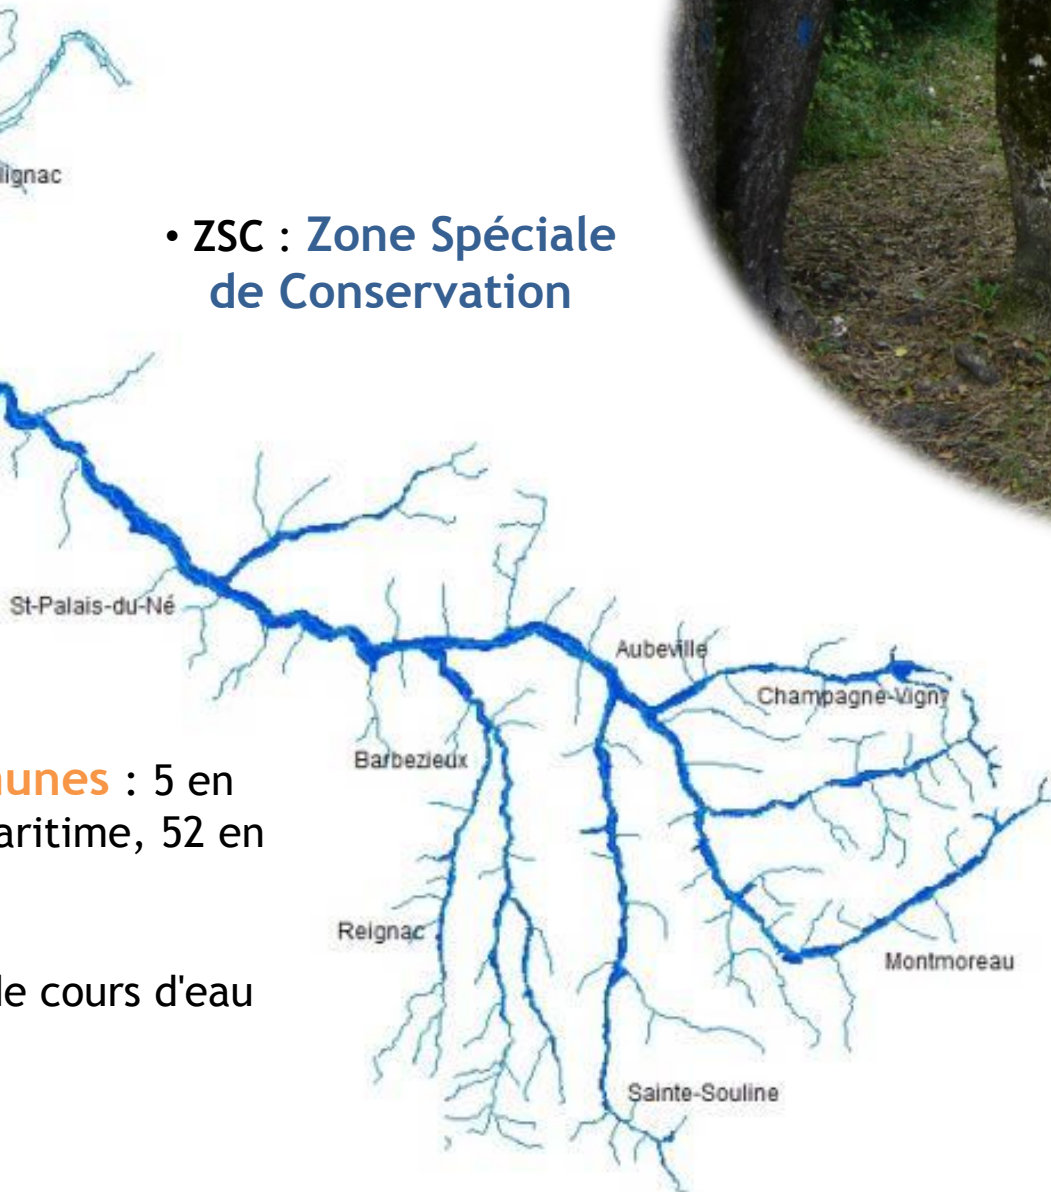 lignac
• ZSC : Zone Spéciale
de Conservation
St-Palais-du-Né
Aubeville
Champagne-Vigny
Barbezieux
unes : 5 en
aritime, 52 en
Reignac
Montmoreau
le cours d'eau
Sainte-Souline